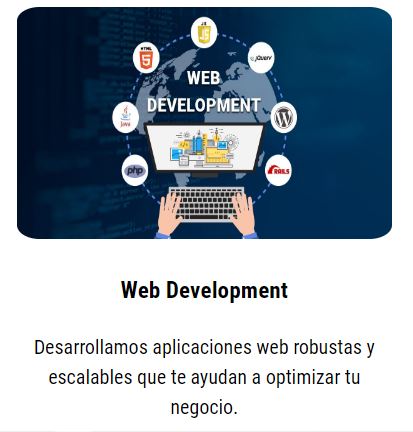 JS
JS
HTML
5
jQuery
WEB
DEVELOPMENT
Java
W
php
RAILS
Web Development
Desarrollamos aplicaciones web robustas y
escalables que te ayudan a optimizar tu
negocio.